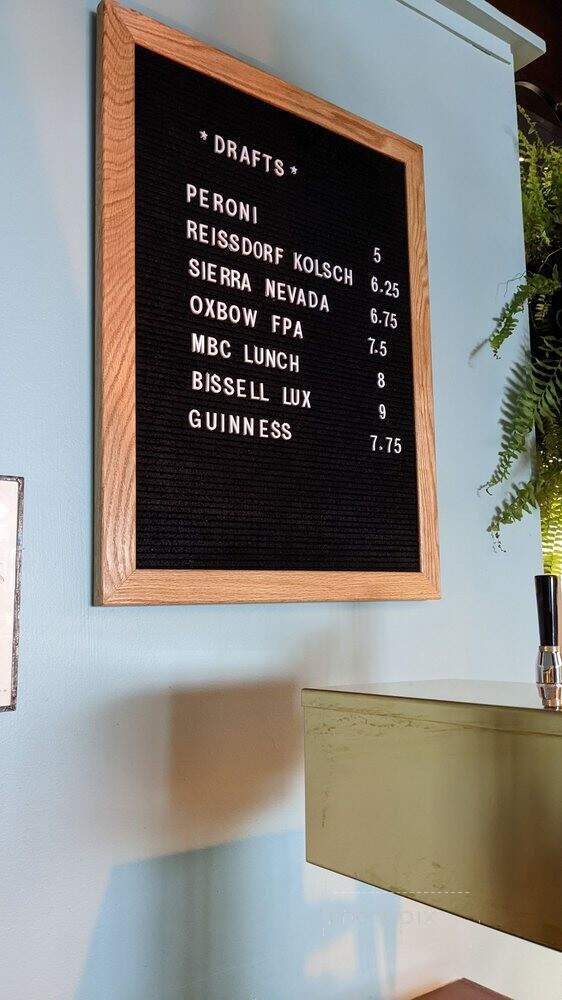 *DRAFTS*
PERONI 5
REISSDORF KOLSCH 6.25
SIERRA NEVADA 6.75
OXBOW FPA 7.5
MBC LUNCH 8
BISSELL LUX 9
GUINNESS 7.75